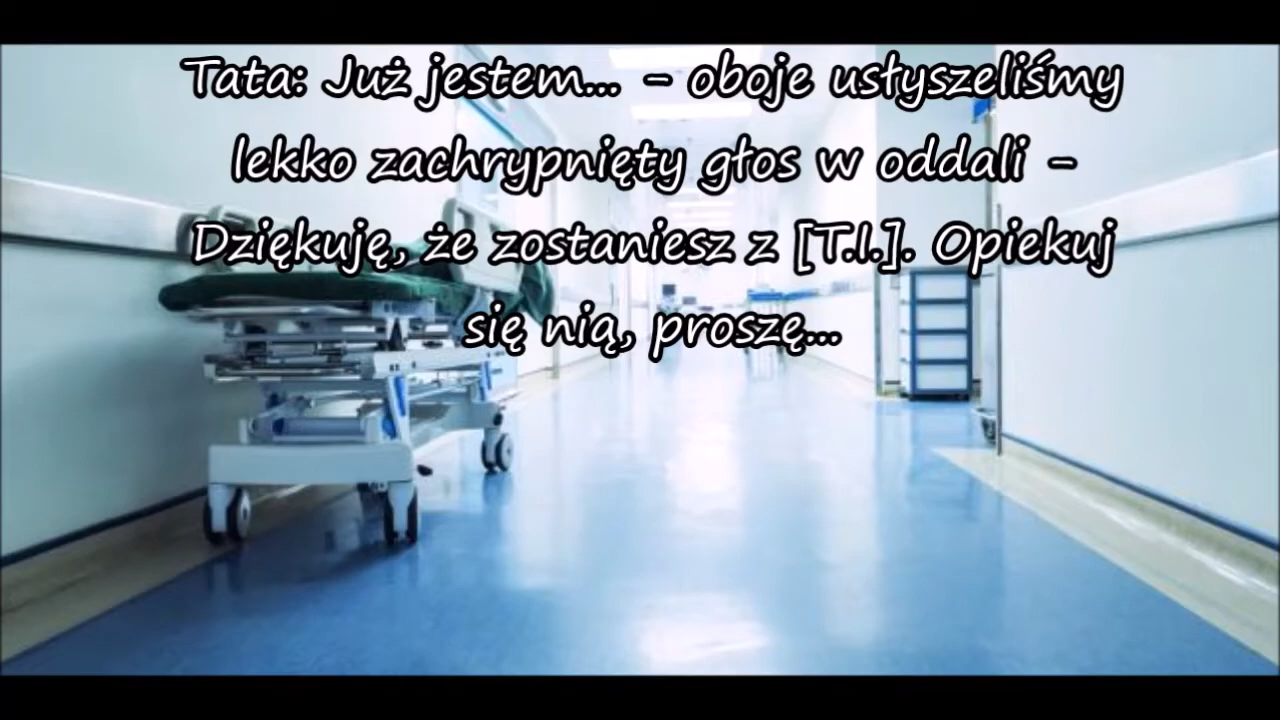 Tata: Już jestem... - oboje usłyszeliśmy
lekko zachrypnięty głos w oddali -
Dziękuję, że zostaniesz z [T.I.]. Opiekuj
się nią, proszę...